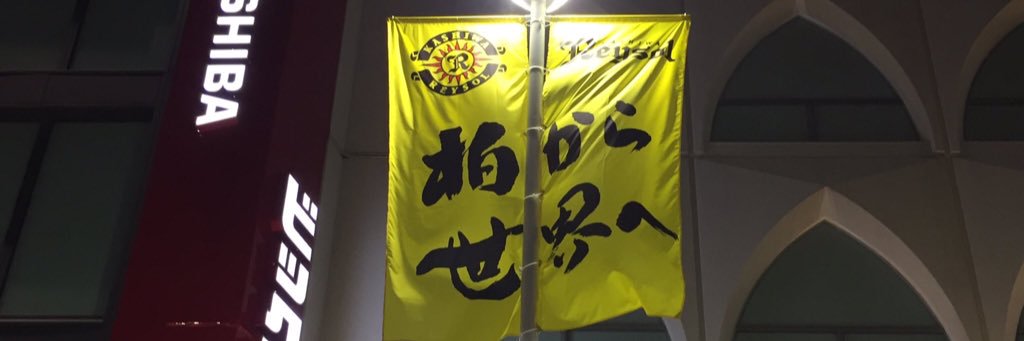 SHIBA
KASHIWA
R
REYSOL
Reysol
柏から
世界へ